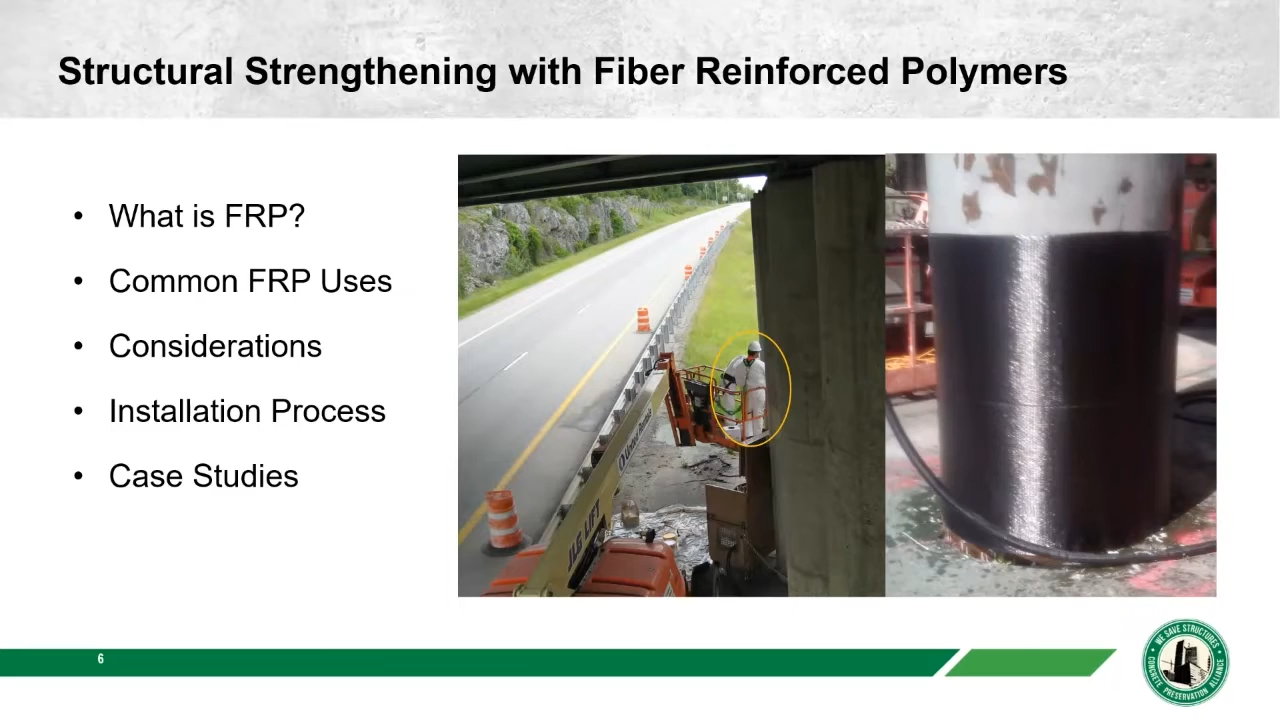 Structural Strengthening with Fiber Reinforced Polymers
• What is FRP?
• Common FRP Uses
• Considerations
• Installation Process
• Case Studies
JLG LIFT
6
WE SAVE STRUCTURES
CONCRETE PRESERVATION ALLIANCE